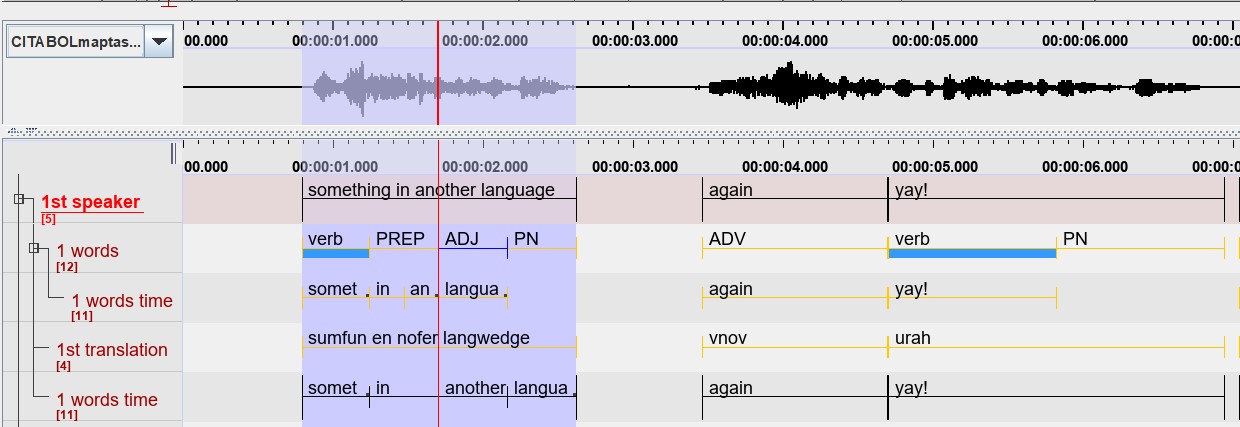 CITABOLmaptas...
00.000 00:00:01.000 00:00:02.000 00:00:03.000 00:00:04.000 00:00:05.000 00:00:06.000 00:00:0
00.000 00:00:01.000 00:00:02.000 00:00:03.000 00:00:04.000 00:00:05.000 00:00:06.000 00:00:0
1st speaker something in another language again yay!
[5]
1 words verb PREP ADJ PN ADV verb PN
[12]
1 words time somet in an langua again yay!
[11]
1st translation sumfun en nofer langwedge vnov urah
[4]
1 words time somet in another langua again yay!
[11]